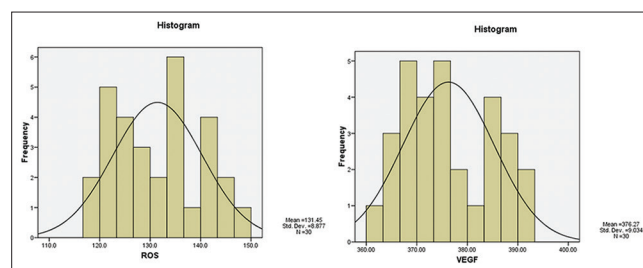 Histogram
6
5
4
3
2
1
0
Frequency
110.0 120.0 130.0 140.0 150.0
ROS
Mean =131.45
Std. Dev. =8.877
N =30
Histogram
5
4
3
2
1
0
Frequency
360.00 370.00 380.00 390.00 400.00
VEGF
Mean =376.27
Std. Dev. =9.034
N =30